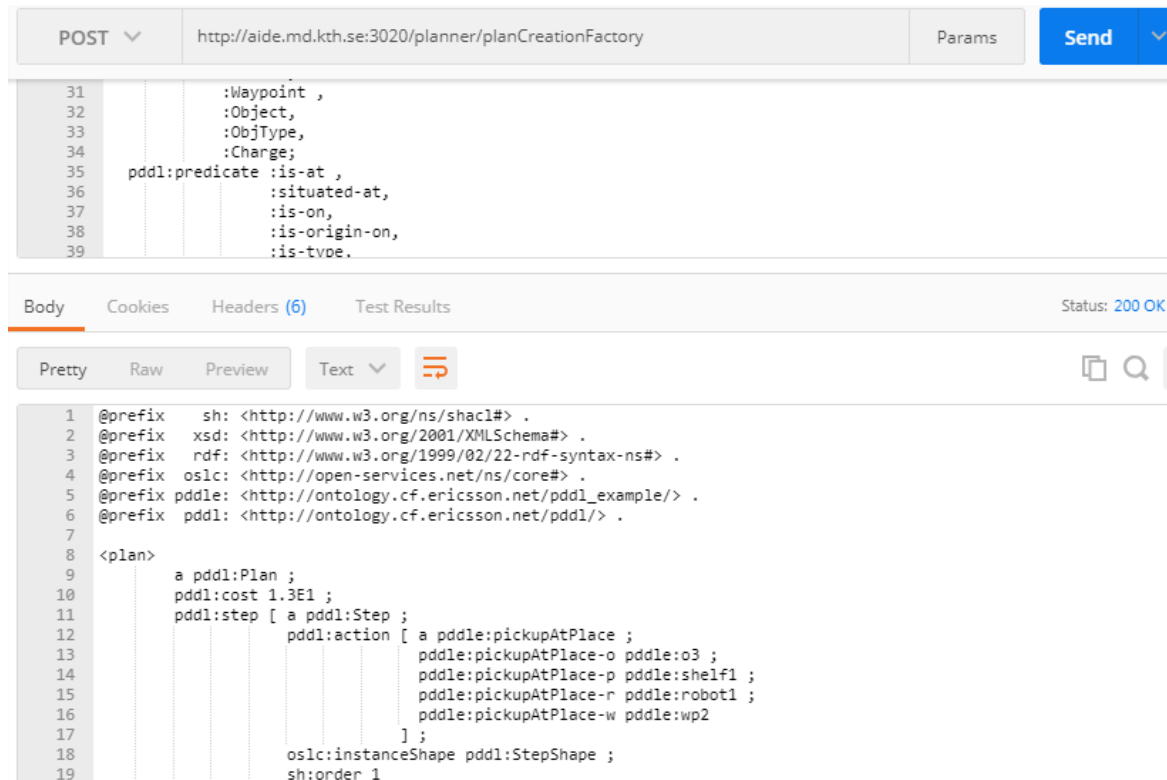 POST http://aide.md.kth.se:3020/planner/planCreationFactory Params Send
31 :Waypoint ,
32 :Object,
33 :ObjType,
34 :Charge;
35 pddl:predicate :is-at ,
36 :situated-at,
37 :is-on,
38 :is-origin-on,
39 :is-type,
Body Cookies Headers (6) Test Results Status: 200 OK
Pretty Raw Preview Text
1 @prefix sh: <http://www.w3.org/ns/shacl#> .
2 @prefix xsd: <http://www.w3.org/2001/XMLSchema#> .
3 @prefix rdf: <http://www.w3.org/1999/02/22-rdf-syntax-ns#> .
4 @prefix oslc: <http://open-services.net/ns/core#> .
5 @prefix pddle: <http://ontology.cf.ericsson.net/pddl_example/> .
6 @prefix pddl: <http://ontology.cf.ericsson.net/pddl/> .
7
8 <plan>
9 a pddl:Plan ;
10 pddl:cost 1.3E1 ;
11 pddl:step [ a pddl:Step ;
12 pddl:action [ a pddle:pickupAtPlace ;
13 pddle:pickupAtPlace-o pddle:o3 ;
14 pddle:pickupAtPlace-p pddle:shelf1 ;
15 pddle:pickupAtPlace-r pddle:robot1 ;
16 pddle:pickupAtPlace-w pddle:wp2
17 ] ;
18 oslc:instanceShape pddl:StepShape ;
19 sh:order 1